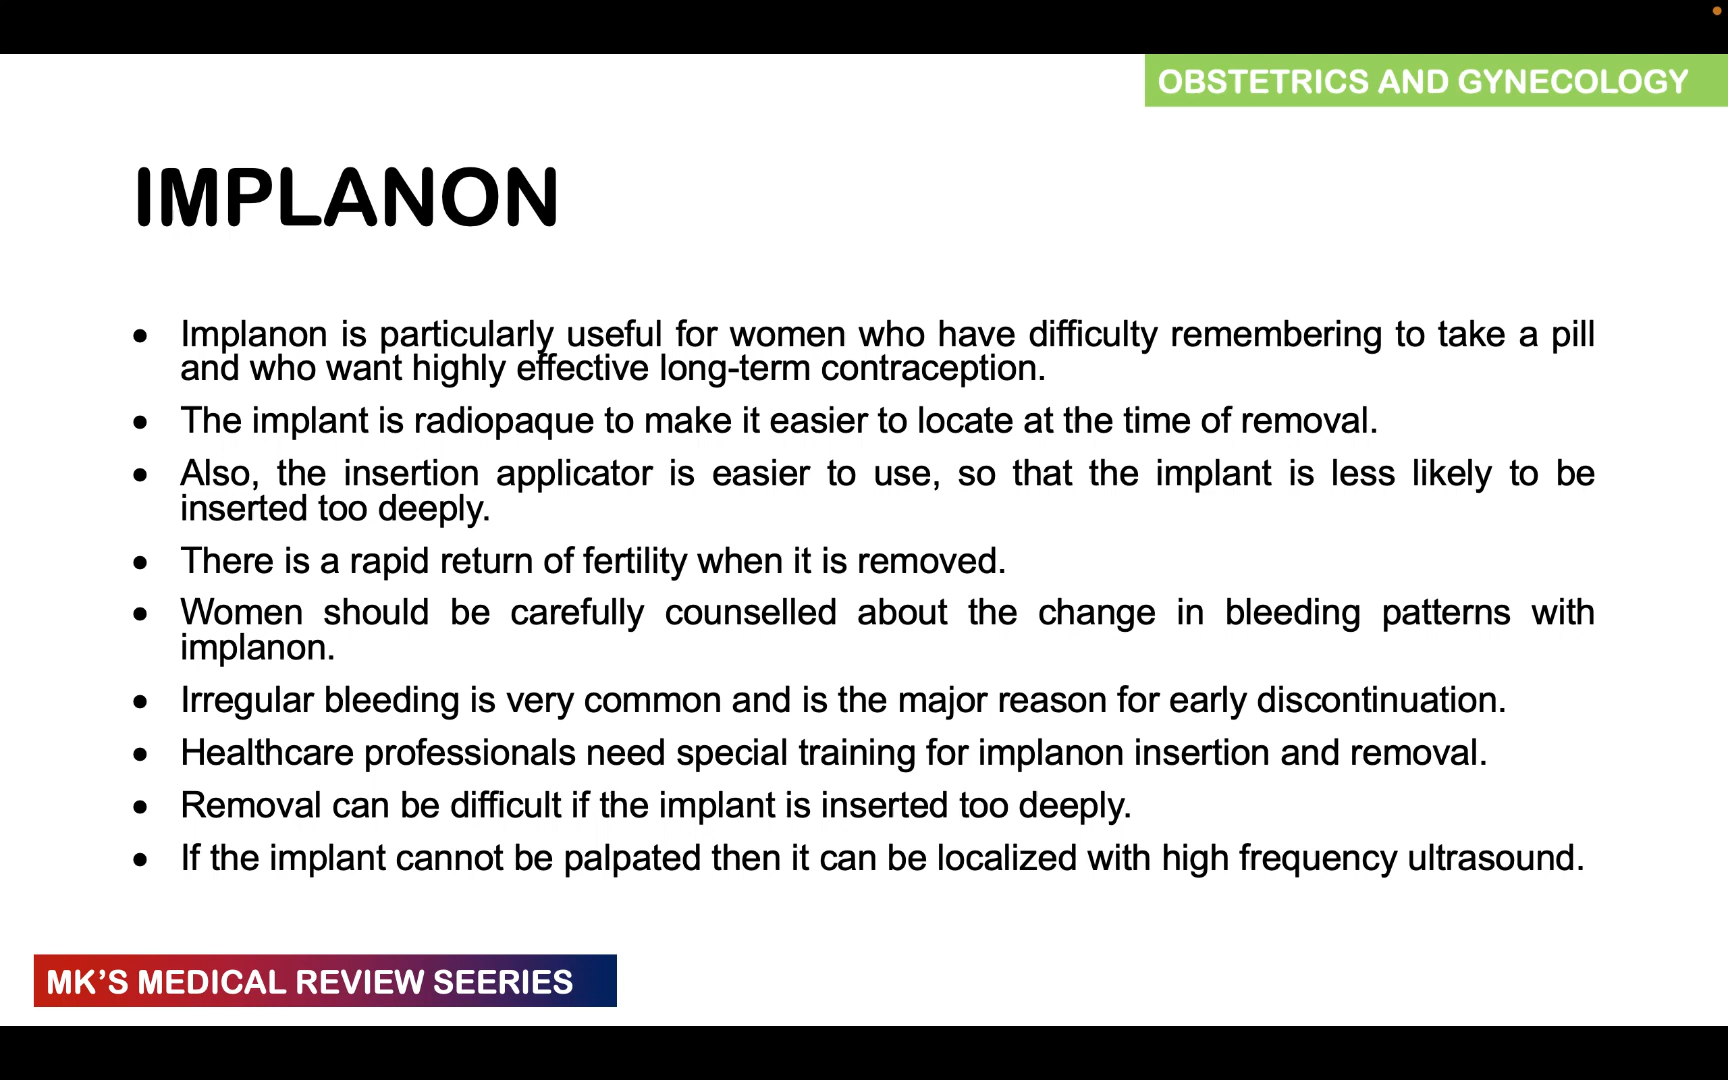 OBSTETRICS AND GYNECOLOGY
IMPLANON
• Implanon is particularly useful for women who have difficulty remembering to take a pill
and who want highly effective long-term contraception.
• The implant is radiopaque to make it easier to locate at the time of removal.
• Also, the insertion applicator is easier to use, so that the implant is less likely to be
inserted too deeply.
• There is a rapid return of fertility when it is removed.
• Women should be carefully counselled about the change in bleeding patterns with
implanon.
• Irregular bleeding is very common and is the major reason for early discontinuation.
• Healthcare professionals need special training for implanon insertion and removal.
• Removal can be difficult if the implant is inserted too deeply.
• If the implant cannot be palpated then it can be localized with high frequency ultrasound.
MK’S MEDICAL REVIEW SEERIES